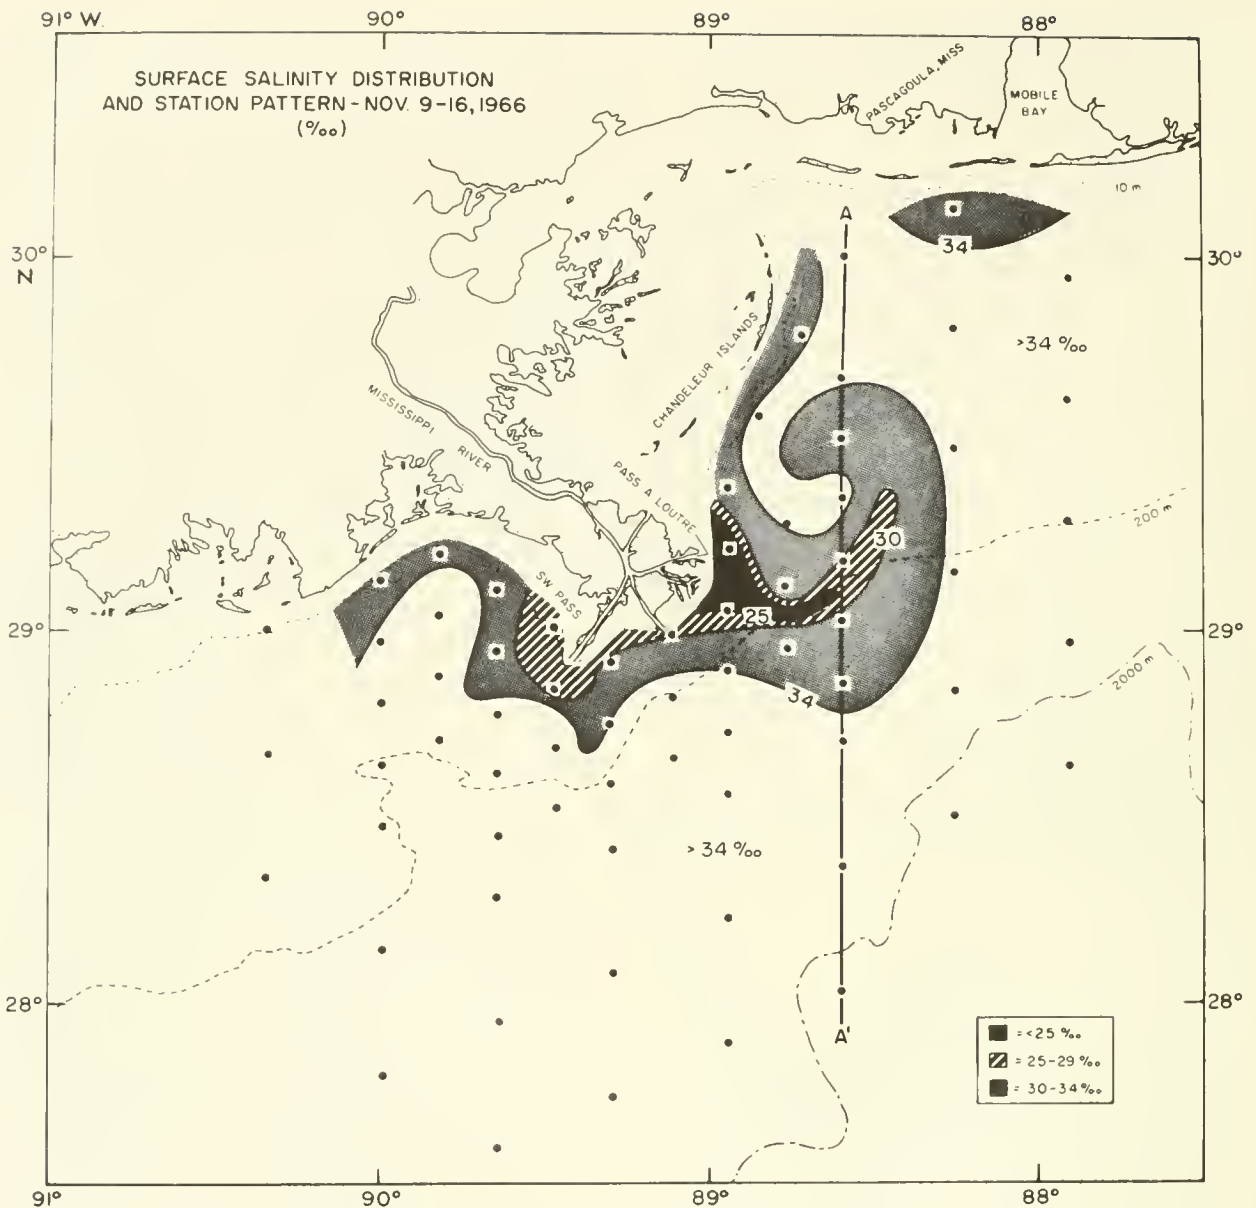 91° W. 90° 89° 88°
SURFACE SALINITY DISTRIBUTION
AND STATION PATTERN - NOV. 9-16, 1966
(‰)
PASCAGOULA, MISS
MOBILE
BAY
10 m
A
34
30°
N
30°
>34 ‰
CHANDELEUR ISLANDS
MISSISSIPPI
RIVER
PASS A LOUTRE
200 m
30
SW PASS
25
29°
29°
2000 m
34
> 34 ‰
28°
28°
A'
= <25 ‰
= 25-29 ‰
= 30-34 ‰
91° 90° 89° 88°